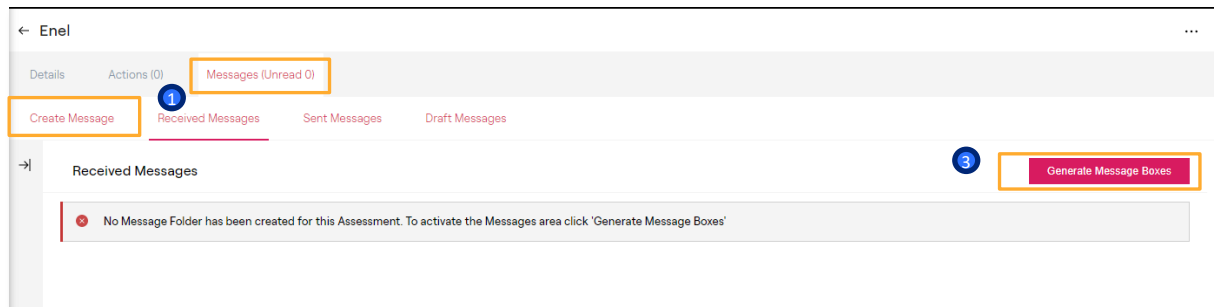 ← Enel ...
Details Actions (0) Messages (Unread 0)
1
Create Message Received Messages Sent Messages Draft Messages
Received Messages 3 Generate Message Boxes
No Message Folder has been created for this Assessment. To activate the Messages area click 'Generate Message Boxes'